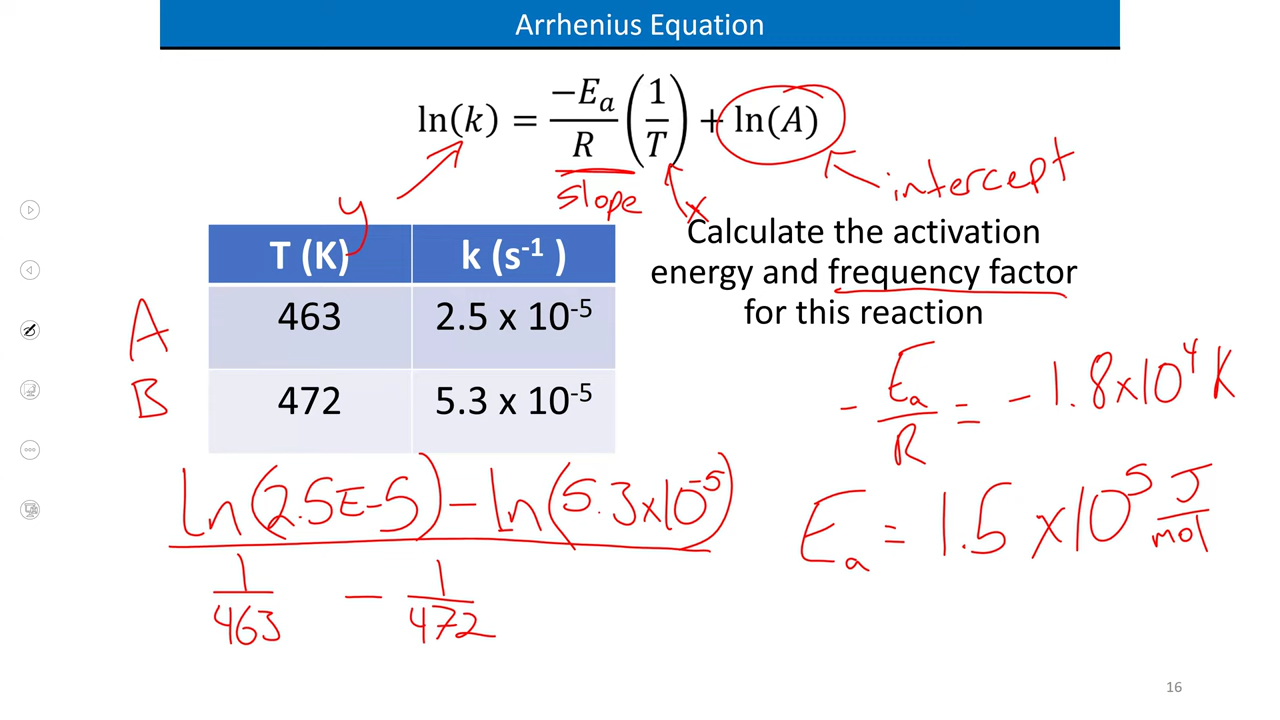 Arrhenius Equation
ln(k) = -Eₐ/R (1/T) + ln(A)
slope
x
intercept
y
T (K) k (s⁻¹ )
A 463 2.5 x 10⁻⁵
B 472 5.3 x 10⁻⁵
Calculate the activation
energy and frequency factor
for this reaction
- Eₐ/R = - 1.8x10⁴ K
Eₐ = 1.5 x10⁵ J/mol
ln(2.5E-5) - ln(5.3x10⁻⁵)
1/463 - 1/472
16